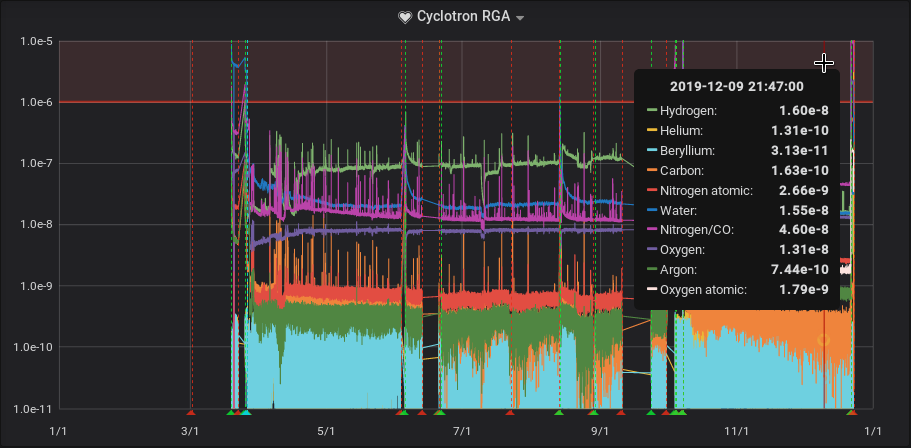 Cyclotron RGA
1.0e-5
1.0e-6
1.0e-7
1.0e-8
1.0e-9
1.0e-10
1.0e-11
2019-12-09 21:47:00
Hydrogen: 1.60e-8
Helium: 1.31e-10
Beryllium: 3.13e-11
Carbon: 1.63e-10
Nitrogen atomic: 2.66e-9
Water: 1.55e-8
Nitrogen/CO: 4.60e-8
Oxygen: 1.31e-8
Argon: 7.44e-10
Oxygen atomic: 1.79e-9
1/1 3/1 5/1 7/1 9/1 11/1 1/1